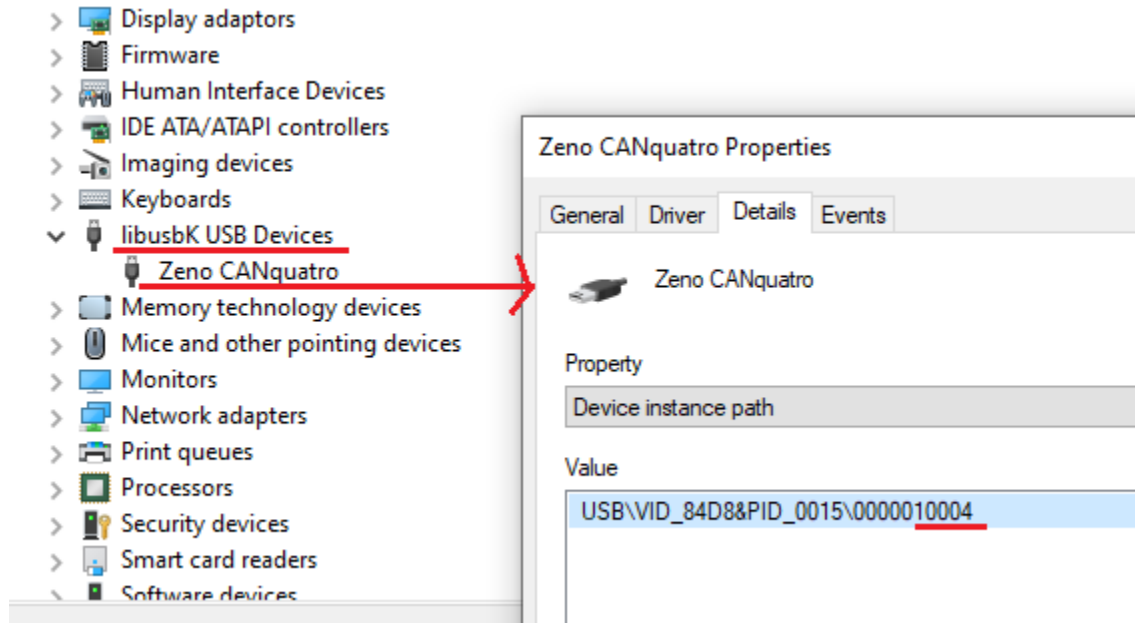 Display adaptors
Firmware
Human Interface Devices
IDE ATA/ATAPI controllers
Imaging devices
Keyboards
libusbK USB Devices
Zeno CANquatro
Memory technology devices
Mice and other pointing devices
Monitors
Network adapters
Print queues
Processors
Security devices
Smart card readers
Software devices
Zeno CANquatro Properties
General Driver Details Events
Zeno CANquatro
Property
Device instance path
Value
USB\VID_84D8&PID_0015\0000010004